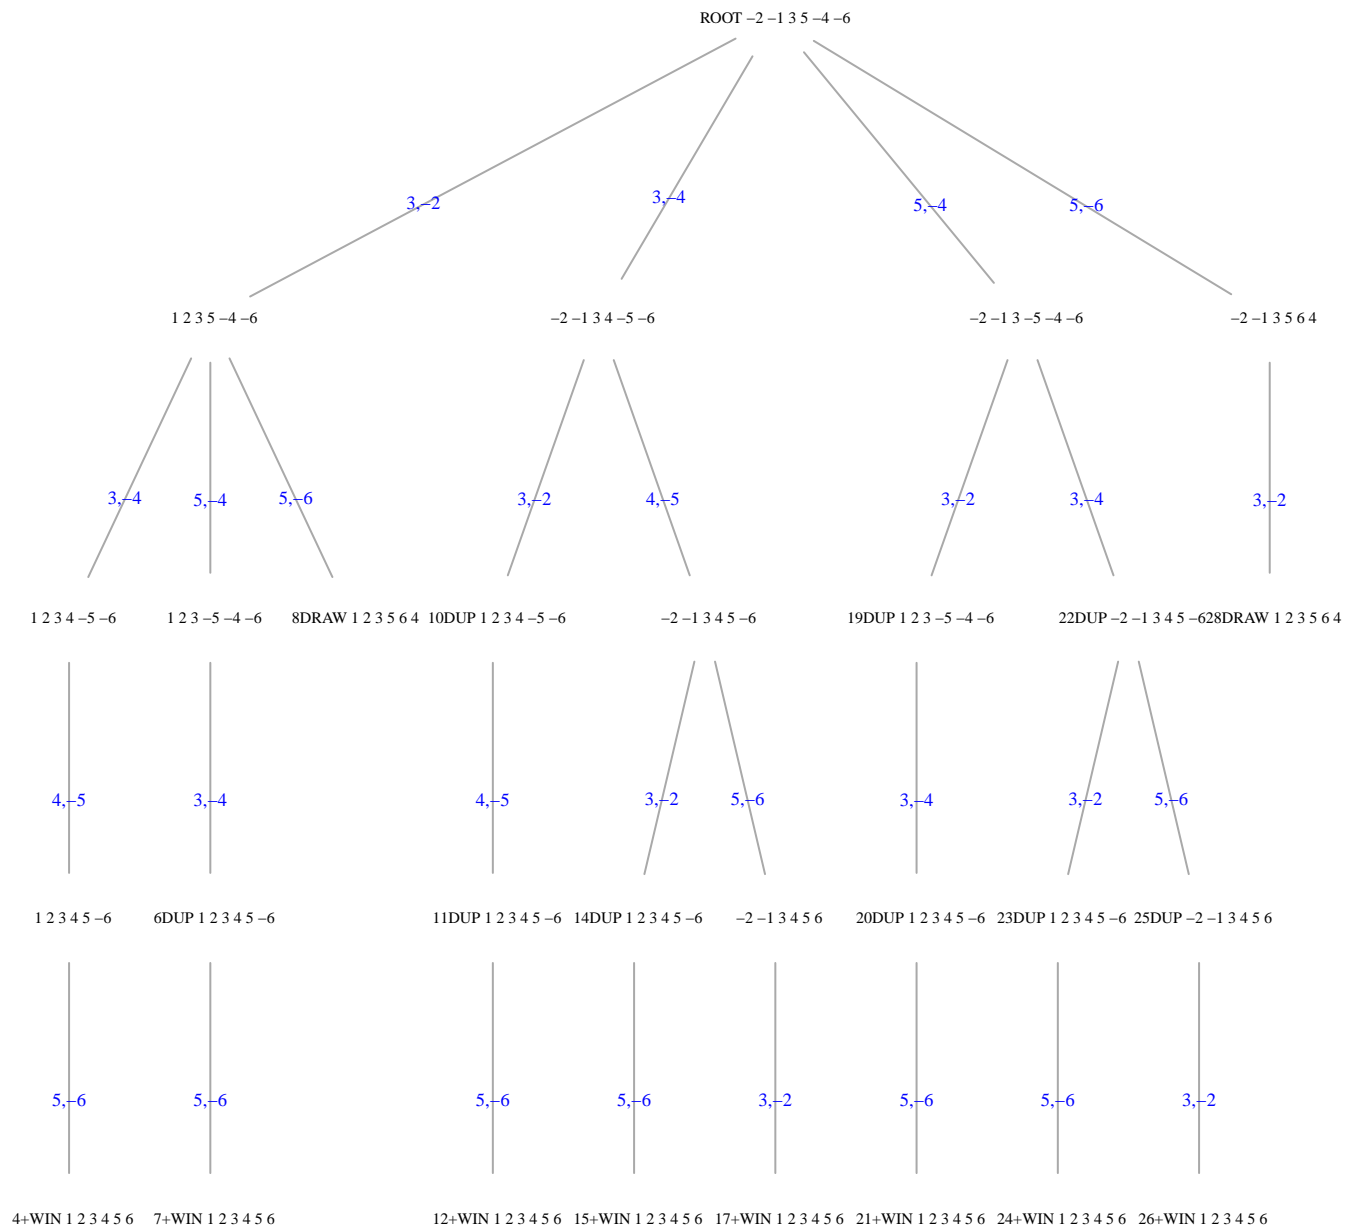 ROOT −2 −1 3 5 −4 −6
3,−2
3,−4
5,−4
5,−6
1 2 3 5 −4 −6
−2 −1 3 4 −5 −6
−2 −1 3 −5 −4 −6
−2 −1 3 5 6 4
3,−4
5,−4
5,−6
3,−2
4,−5
3,−2
3,−4
3,−2
1 2 3 4 −5 −6
1 2 3 −5 −4 −6
8DRAW 1 2 3 5 6 4
10DUP 1 2 3 4 −5 −6
−2 −1 3 4 5 −6
19DUP 1 2 3 −5 −4 −6
22DUP −2 −1 3 4 5 −6
28DRAW 1 2 3 5 6 4
4,−5
3,−4
4,−5
3,−2
5,−6
3,−4
3,−2
5,−6
1 2 3 4 5 −6
6DUP 1 2 3 4 5 −6
11DUP 1 2 3 4 5 −6
14DUP 1 2 3 4 5 −6
−2 −1 3 4 5 6
20DUP 1 2 3 4 5 −6
23DUP 1 2 3 4 5 −6
25DUP −2 −1 3 4 5 6
5,−6
5,−6
5,−6
5,−6
3,−2
5,−6
5,−6
3,−2
4+WIN 1 2 3 4 5 6
7+WIN 1 2 3 4 5 6
12+WIN 1 2 3 4 5 6
15+WIN 1 2 3 4 5 6
17+WIN 1 2 3 4 5 6
21+WIN 1 2 3 4 5 6
24+WIN 1 2 3 4 5 6
26+WIN 1 2 3 4 5 6